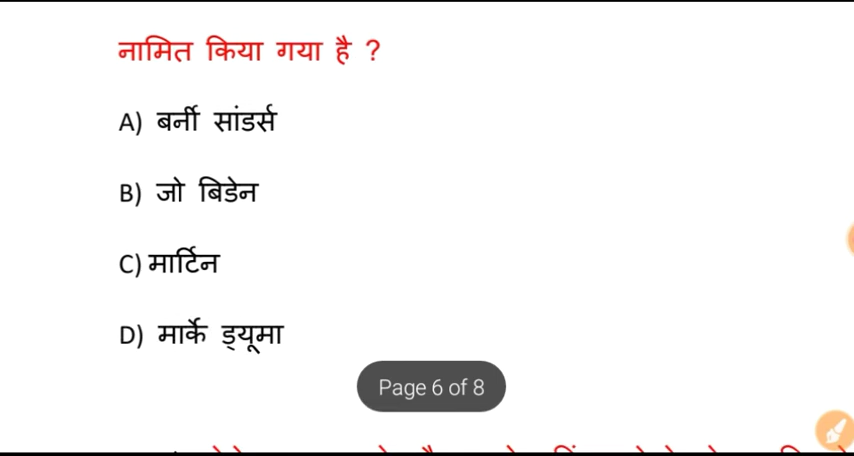 नामित किया गया है ?
A) बर्नी सांडर्स
B) जो बिडेन
C) मार्टिन
D) मार्के ड्यूमा
Page 6 of 8